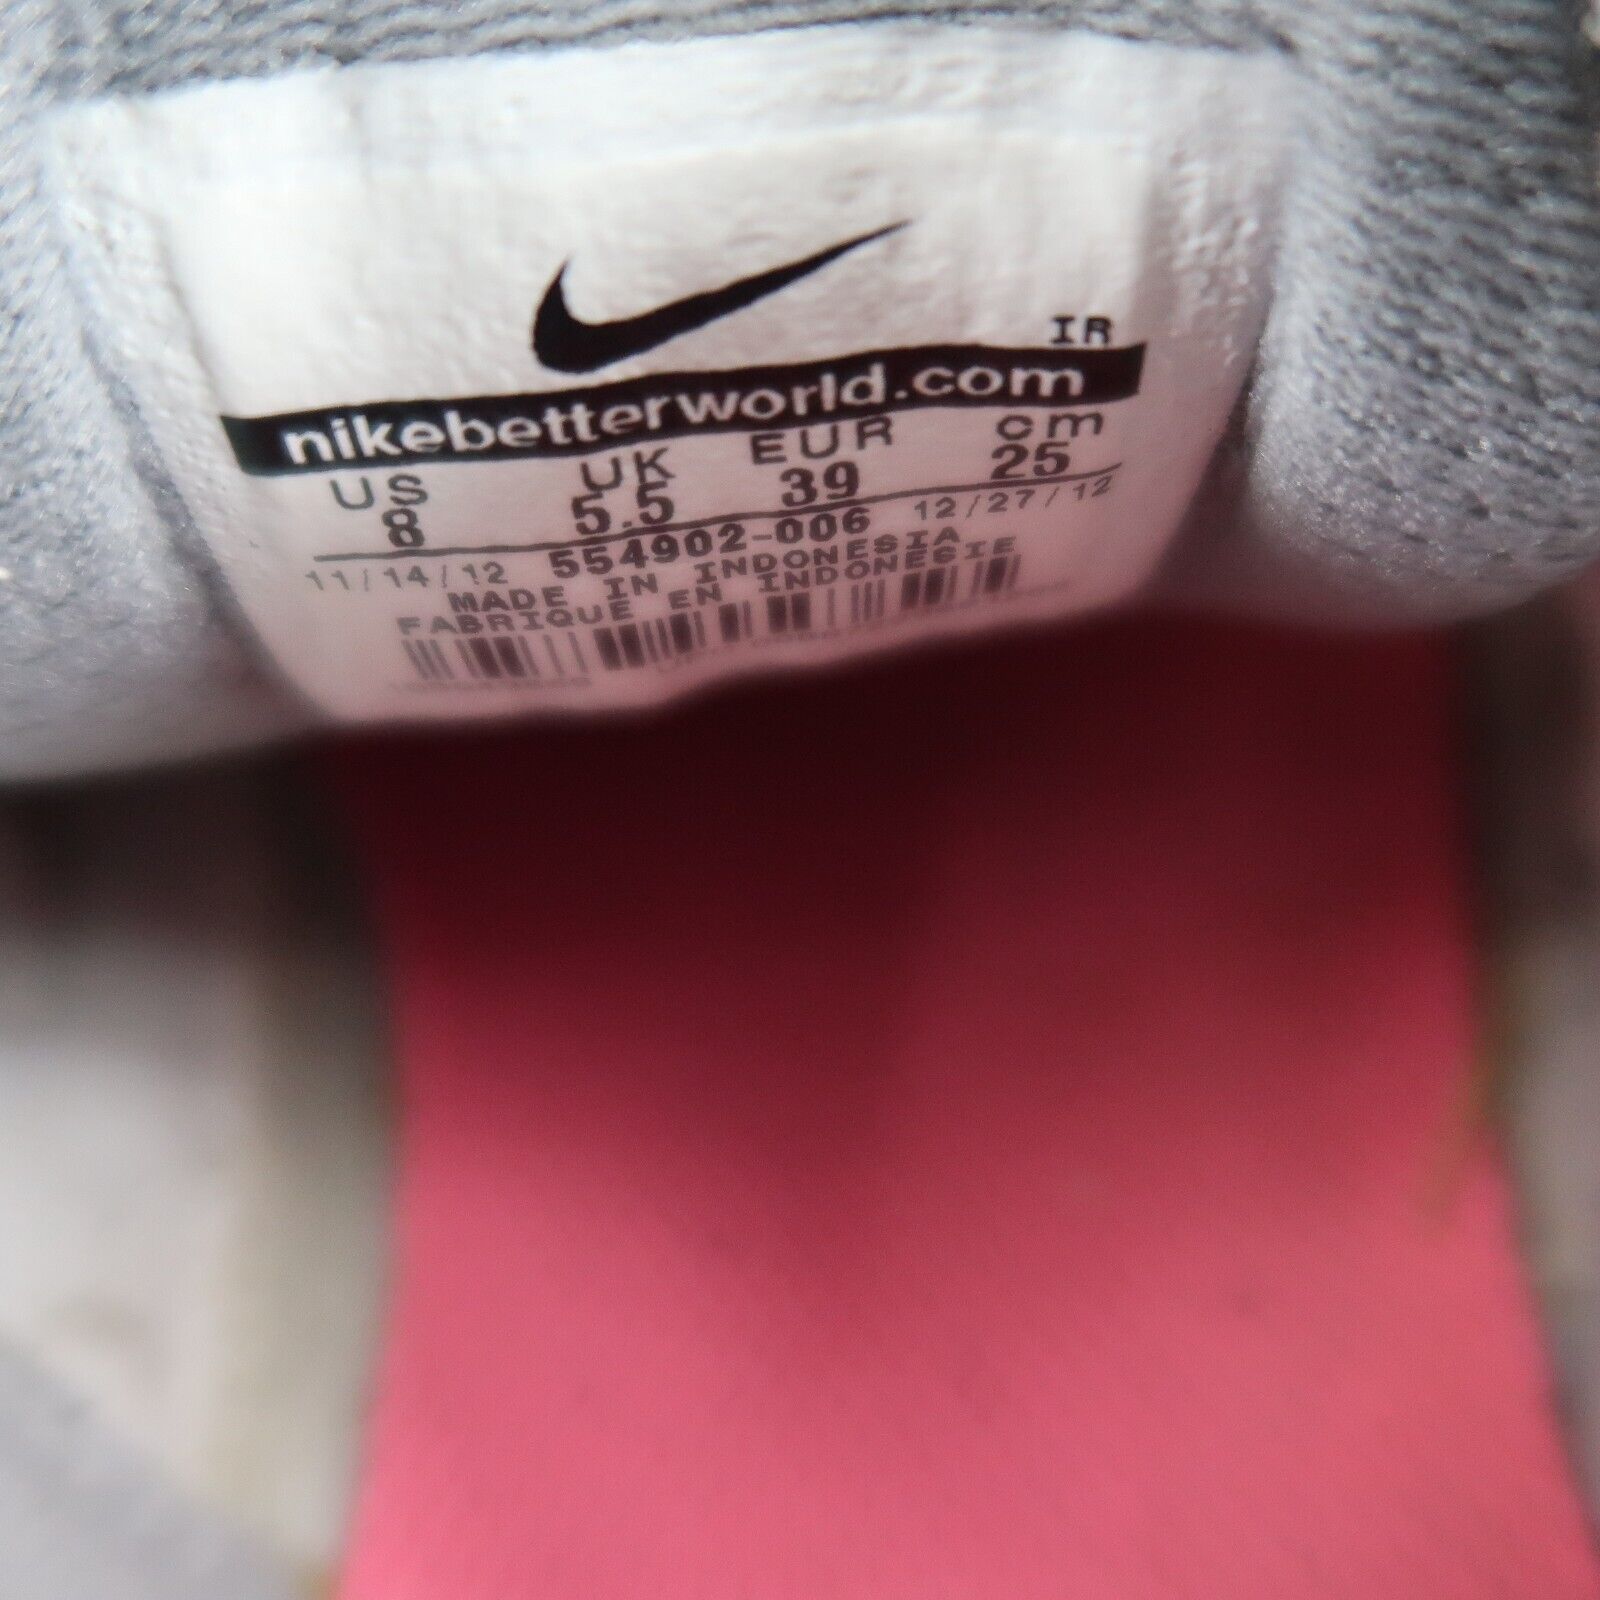 IR
nikebetterworld.com
US UK EUR cm
8 5.5 39 25
11/14/12 554902-006 12/27/12
MADE IN INDONESIA
FABRIQUE EN INDONESIE